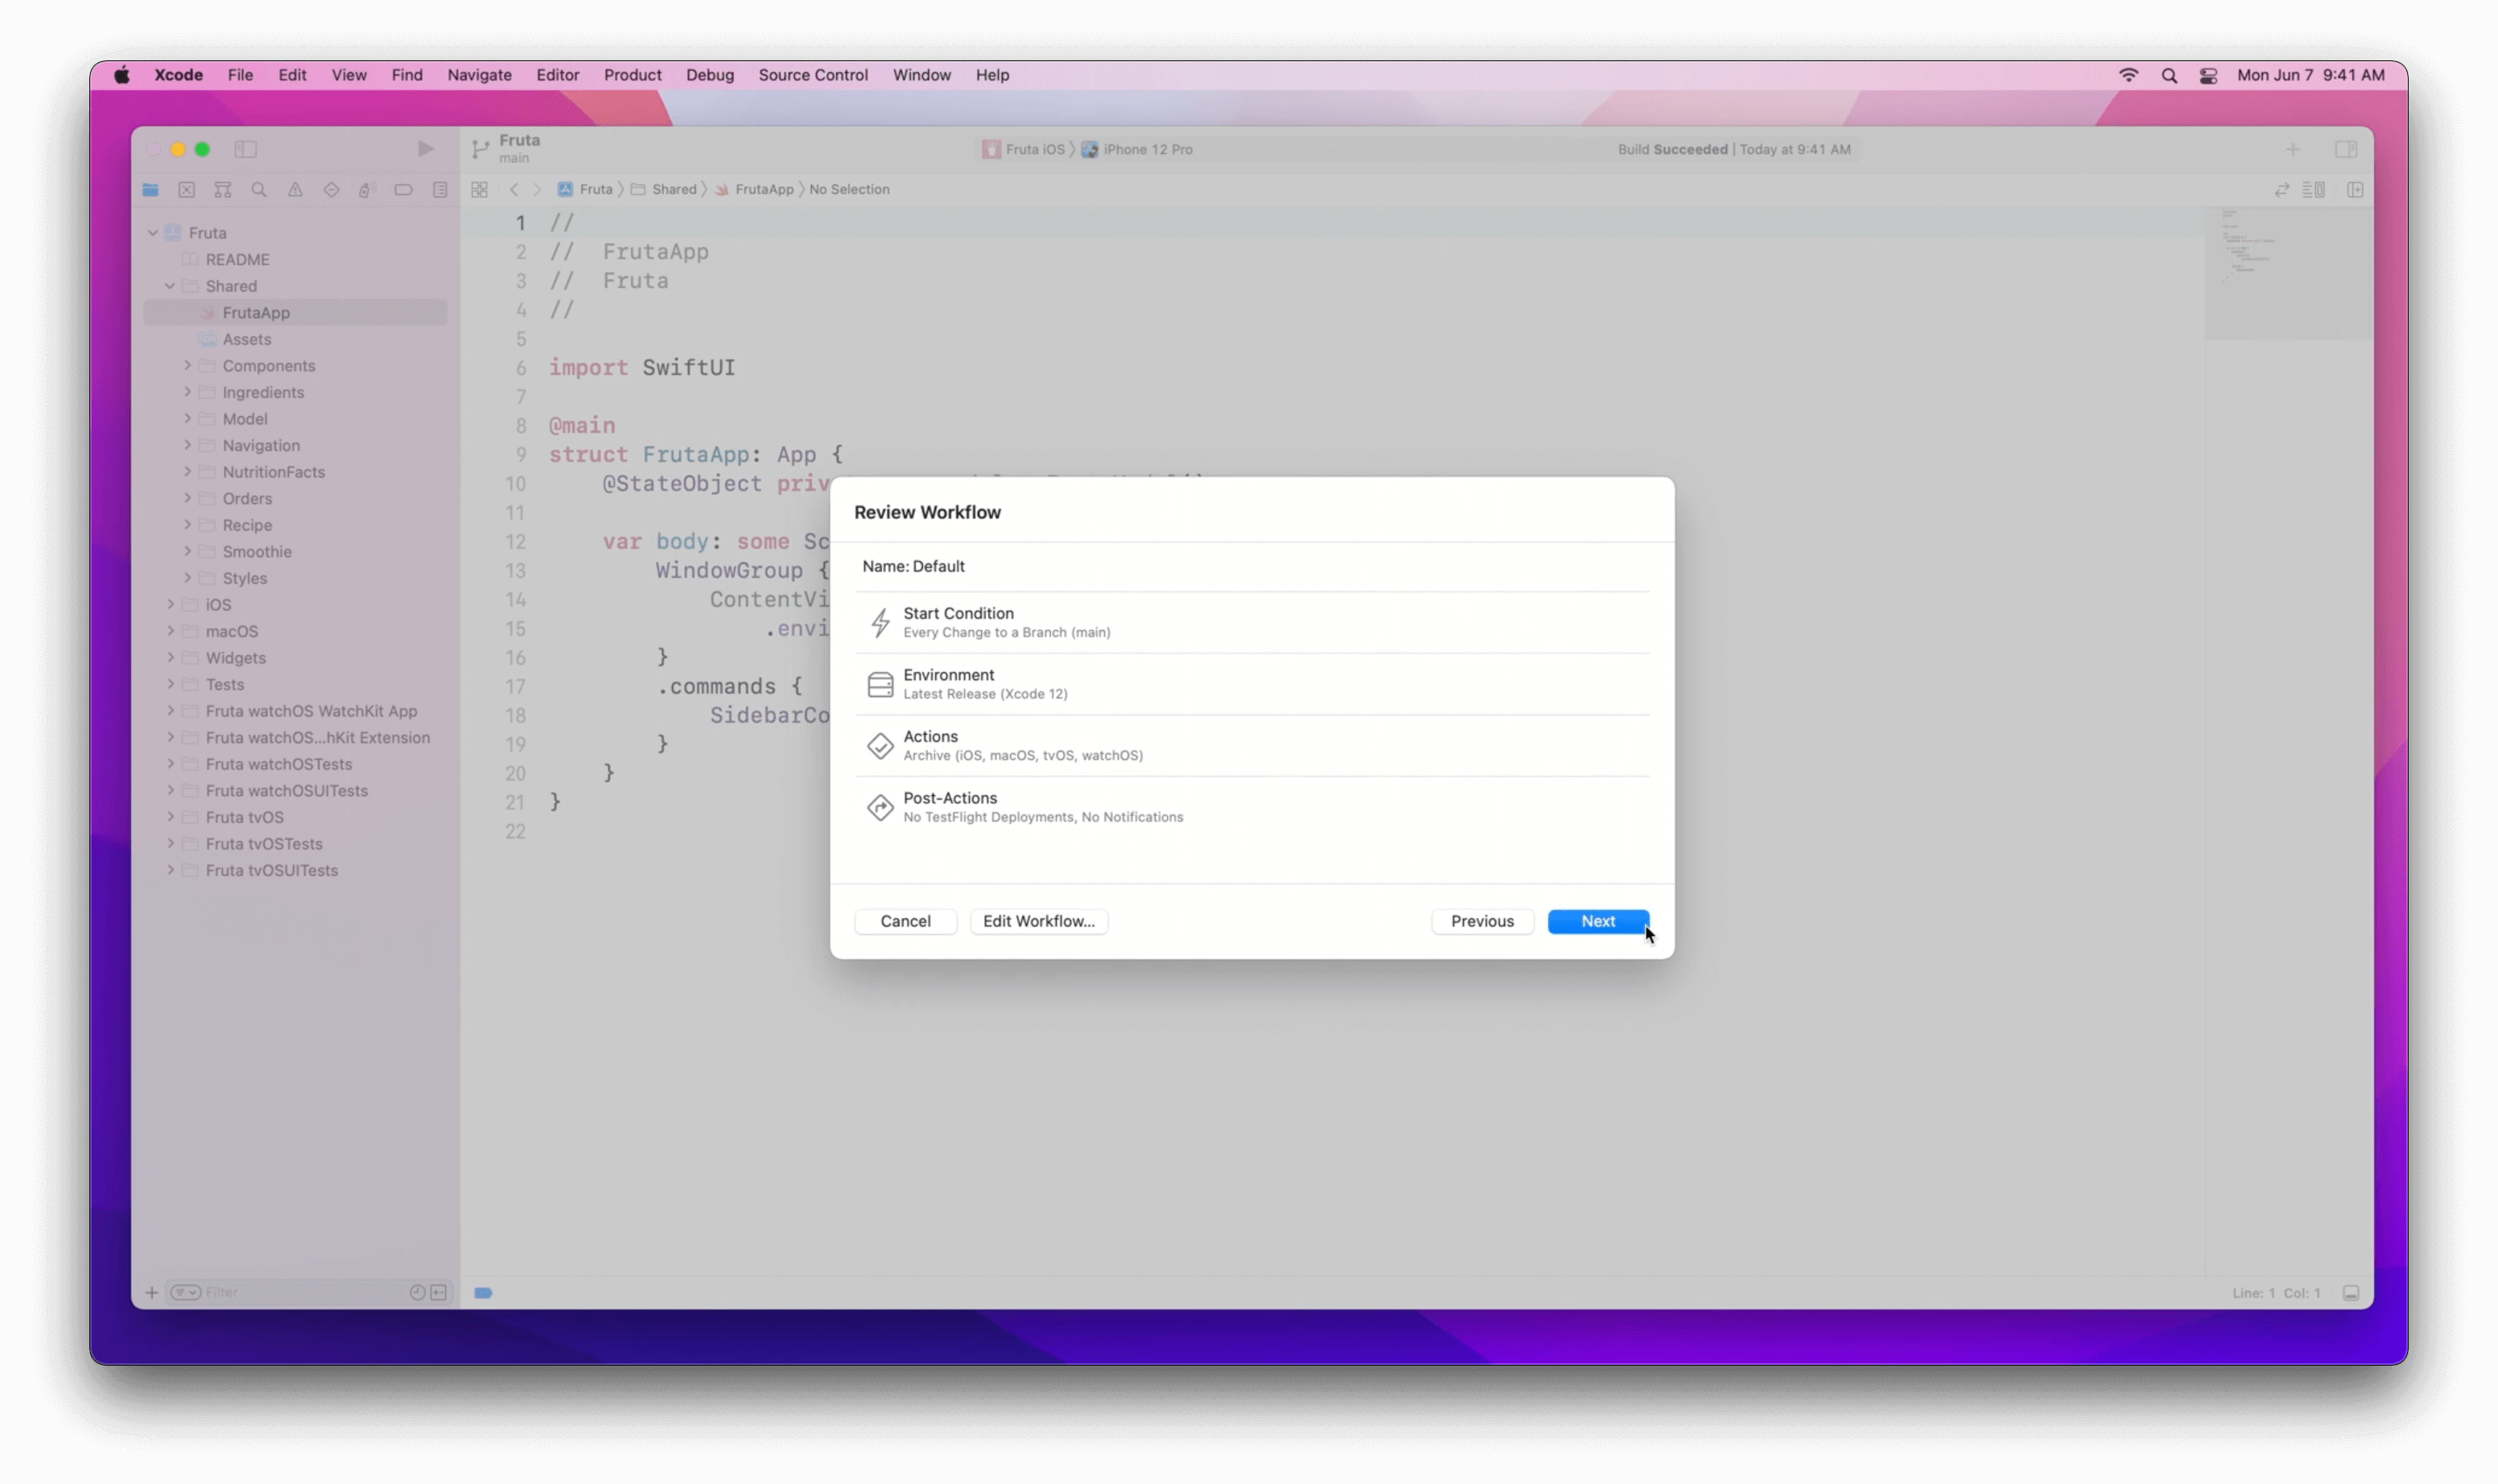 Xcode File Edit View Find Navigate Editor Product Debug Source Control Window Help Mon Jun 7 9:41 AM
Fruta
main
Fruta iOS 〉 iPhone 12 Pro
Build Succeeded | Today at 9:41 AM
Fruta 〉 Shared 〉 FrutaApp 〉 No Selection
Fruta
README
Shared
FrutaApp
Assets
Components
Ingredients
Model
Navigation
NutritionFacts
Orders
Recipe
Smoothie
Styles
iOS
macOS
Widgets
Tests
Fruta watchOS WatchKit App
Fruta watchOS...hKit Extension
Fruta watchOSTests
Fruta watchOSUITests
Fruta tvOS
Fruta tvOSTests
Fruta tvOSUITests
Filter
1 //
2 // FrutaApp
3 // Fruta
4 //
5
6 import SwiftUI
7
8 @main
9 struct FrutaApp: App {
10 @StateObject priv
11
12 var body: some Sc
13 WindowGroup {
14 ContentVi
15 .envi
16 }
17 .commands {
18 SidebarCo
19 }
20 }
21 }
22
Review Workflow
Name: Default
Start Condition
Every Change to a Branch (main)
Environment
Latest Release (Xcode 12)
Actions
Archive (iOS, macOS, tvOS, watchOS)
Post-Actions
No TestFlight Deployments, No Notifications
Cancel Edit Workflow... Previous Next
Line: 1 Col: 1